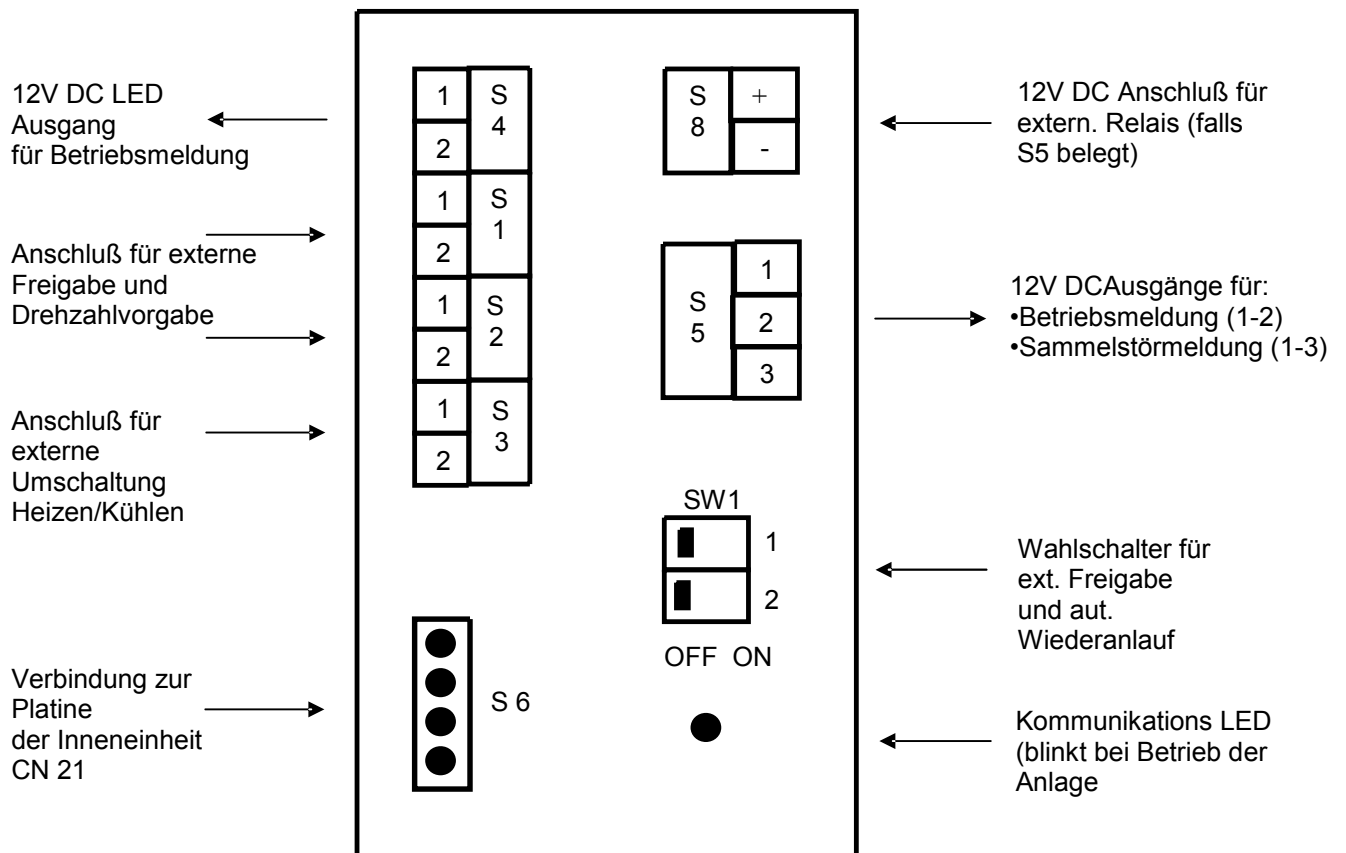 12V DC LED
Ausgang
für Betriebsmeldung
Anschluß für externe
Freigabe und
Drehzahlvorgabe
Anschluß für
externe
Umschaltung
Heizen/Kühlen
Verbindung zur
Platine
der Inneneinheit
CN 21
1
2
S
4
1
2
S
1
1
2
S
2
1
2
S
3
S 6
S
8
+
-
S
5
1
2
3
SW1
1
2
OFF ON
12V DC Anschluß für
extern. Relais (falls
S5 belegt)
12V DCAusgänge für:
•Betriebsmeldung (1-2)
•Sammelstörmeldung (1-3)
Wahlschalter für
ext. Freigabe
und aut.
Wiederanlauf
Kommunikations LED
(blinkt bei Betrieb der
Anlage